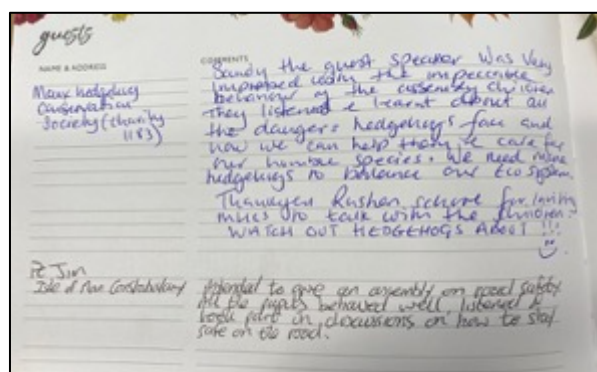 guests
NAME & ADDRESS
COMMENTS
Manx hedgehog
Conservation
Society (charity
1183)
Sandy the guest speaker was very
impressed with the impeccable
behavior of the assembly children
They listened & learnt about all
the dangers hedgehogs face and
how we can help them & care for
our humble species. We need more
hedgehogs to balance our Eco system.
Thankyou Rushen school for inviting
MHCS to talk with the children.
WATCH OUT HEDGEHOGS ABOUT !!!
Pc Jim
Isle of Man Constabulary
Attended to give an assembly on road safety
All the pupils behaved well, listened &
took part in discussions on how to stay
safe on the road.